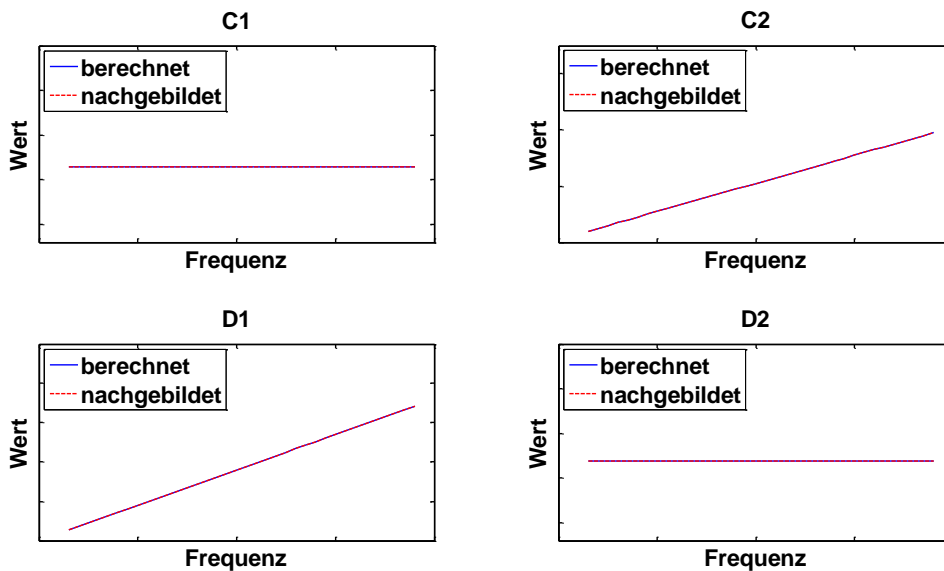 C1
berechnet
nachgebildet
Wert
Frequenz
C2
berechnet
nachgebildet
Wert
Frequenz
D1
berechnet
nachgebildet
Wert
Frequenz
D2
berechnet
nachgebildet
Wert
Frequenz